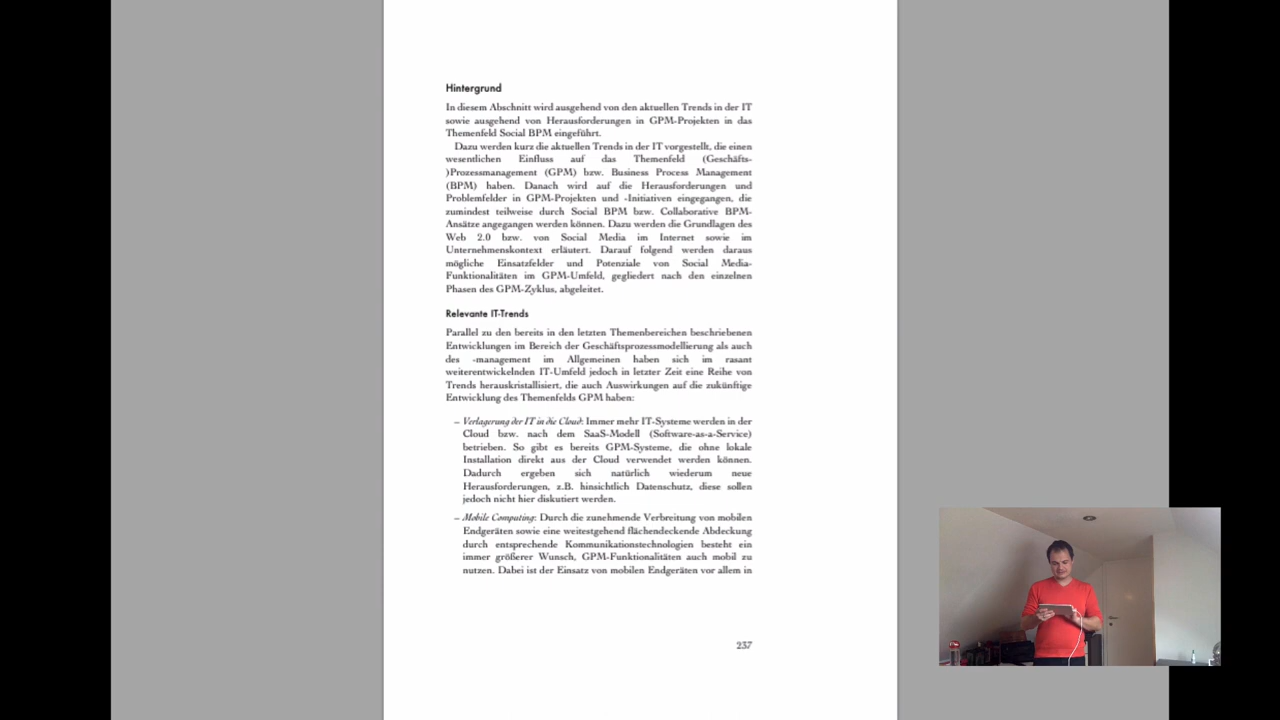 Hintergrund
In diesem Abschnitt wird ausgehend von den aktuellen Trends in der IT
sowie ausgehend von Herausforderungen in GPM-Projekten in das
Themenfeld Social BPM eingeführt.
Dazu werden kurz die aktuellen Trends in der IT vorgestellt, die einen
wesentlichen Einfluss auf das Themenfeld (Geschäfts-
)Prozessmanagement (GPM) bzw. Business Process Management
(BPM) haben. Danach wird auf die Herausforderungen und
Problemfelder in GPM-Projekten und -Initiativen eingegangen, die
zumindest teilweise durch Social BPM bzw. Collaborative BPM-
Ansätze angegangen werden können. Dazu werden die Grundlagen des
Web 2.0 bzw. von Social Media im Internet sowie im
Unternehmenskontext erläutert. Darauf folgend werden daraus
mögliche Einsatzfelder und Potenziale von Social Media-
Funktionalitäten im GPM-Umfeld, gegliedert nach den einzelnen
Phasen des GPM-Zyklus, abgeleitet.
Relevante IT-Trends
Parallel zu den bereits in den letzten Themenbereichen beschriebenen
Entwicklungen im Bereich der Geschäftsprozessmodellierung als auch
des -management im Allgemeinen haben sich im rasant
weiterentwickelnden IT-Umfeld jedoch in letzter Zeit eine Reihe von
Trends herauskristallisiert, die auch Auswirkungen auf die zukünftige
Entwicklung des Themenfelds GPM haben:
– Verlagerung der IT in die Cloud: Immer mehr IT-Systeme werden in der
Cloud bzw. nach dem SaaS-Modell (Software-as-a-Service)
betrieben. So gibt es bereits GPM-Systeme, die ohne lokale
Installation direkt aus der Cloud verwendet werden können.
Dadurch ergeben sich natürlich wiederum neue
Herausforderungen, z.B. hinsichtlich Datenschutz, diese sollen
jedoch nicht hier diskutiert werden.
– Mobile Computing: Durch die zunehmende Verbreitung von mobilen
Endgeräten sowie eine weitestgehend flächendeckende Abdeckung
durch entsprechende Kommunikationstechnologien besteht ein
immer größerer Wunsch, GPM-Funktionalitäten auch mobil zu
nutzen. Dabei ist der Einsatz von mobilen Endgeräten vor allem in
237